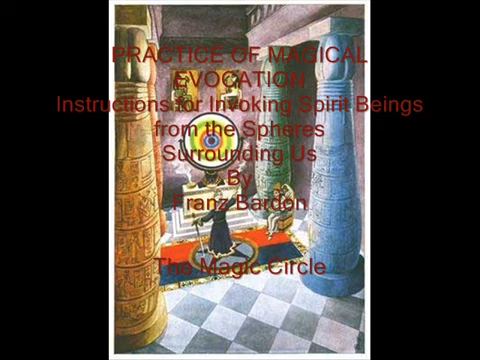 PRACTICE OF MAGICAL
EVOCATION
Instructions for Invoking Spirit Beings
from the Spheres
Surrounding Us
By
Franz Bardon
The Magic Circle